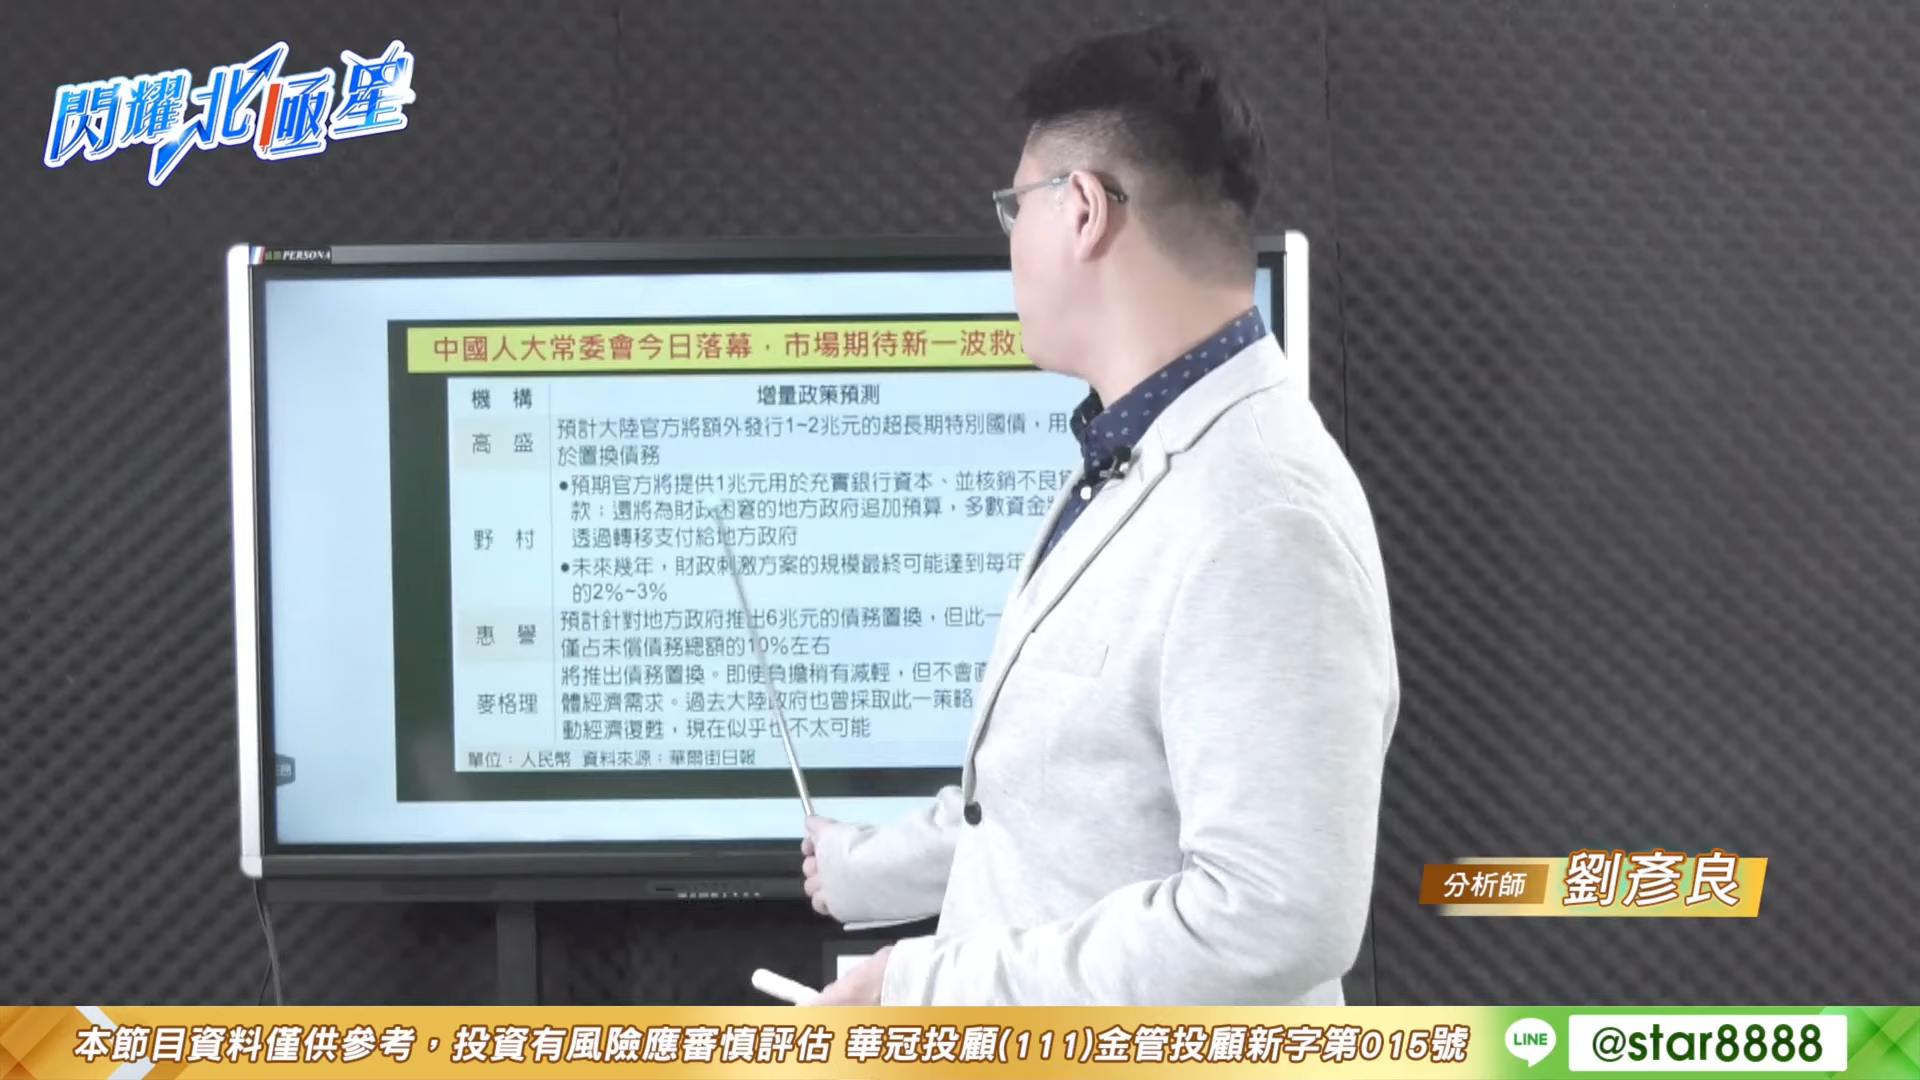 閃耀北極星
PERSONA
中國人大常委會今日落幕，市場期待新一波救
機 構 增量政策預測
高 盛 預計大陸官方將額外發行1~2兆元的超長期特別國債，用
於置換債務
野 村 •預期官方將提供1兆元用於充實銀行資本、並核銷不良
款；還將為財政困窘的地方政府追加預算，多數資金
透過轉移支付給地方政府
•未來幾年，財政刺激方案的規模最終可能達到每年
的2%~3%
惠 譽 預計針對地方政府推出6兆元的債務置換，但此一
僅占未償債務總額的10%左右
麥格理 將推出債務置換。即使負擔稍有減輕，但不會
體經濟需求。過去大陸政府也曾採取此一策略
動經濟復甦，現在似乎也不太可能
單位：人民幣 資料來源：華爾街日報
分析師 劉彥良
本節目資料僅供參考，投資有風險應審慎評估 華冠投顧(111)金管投顧新字第015號
LINE @star8888